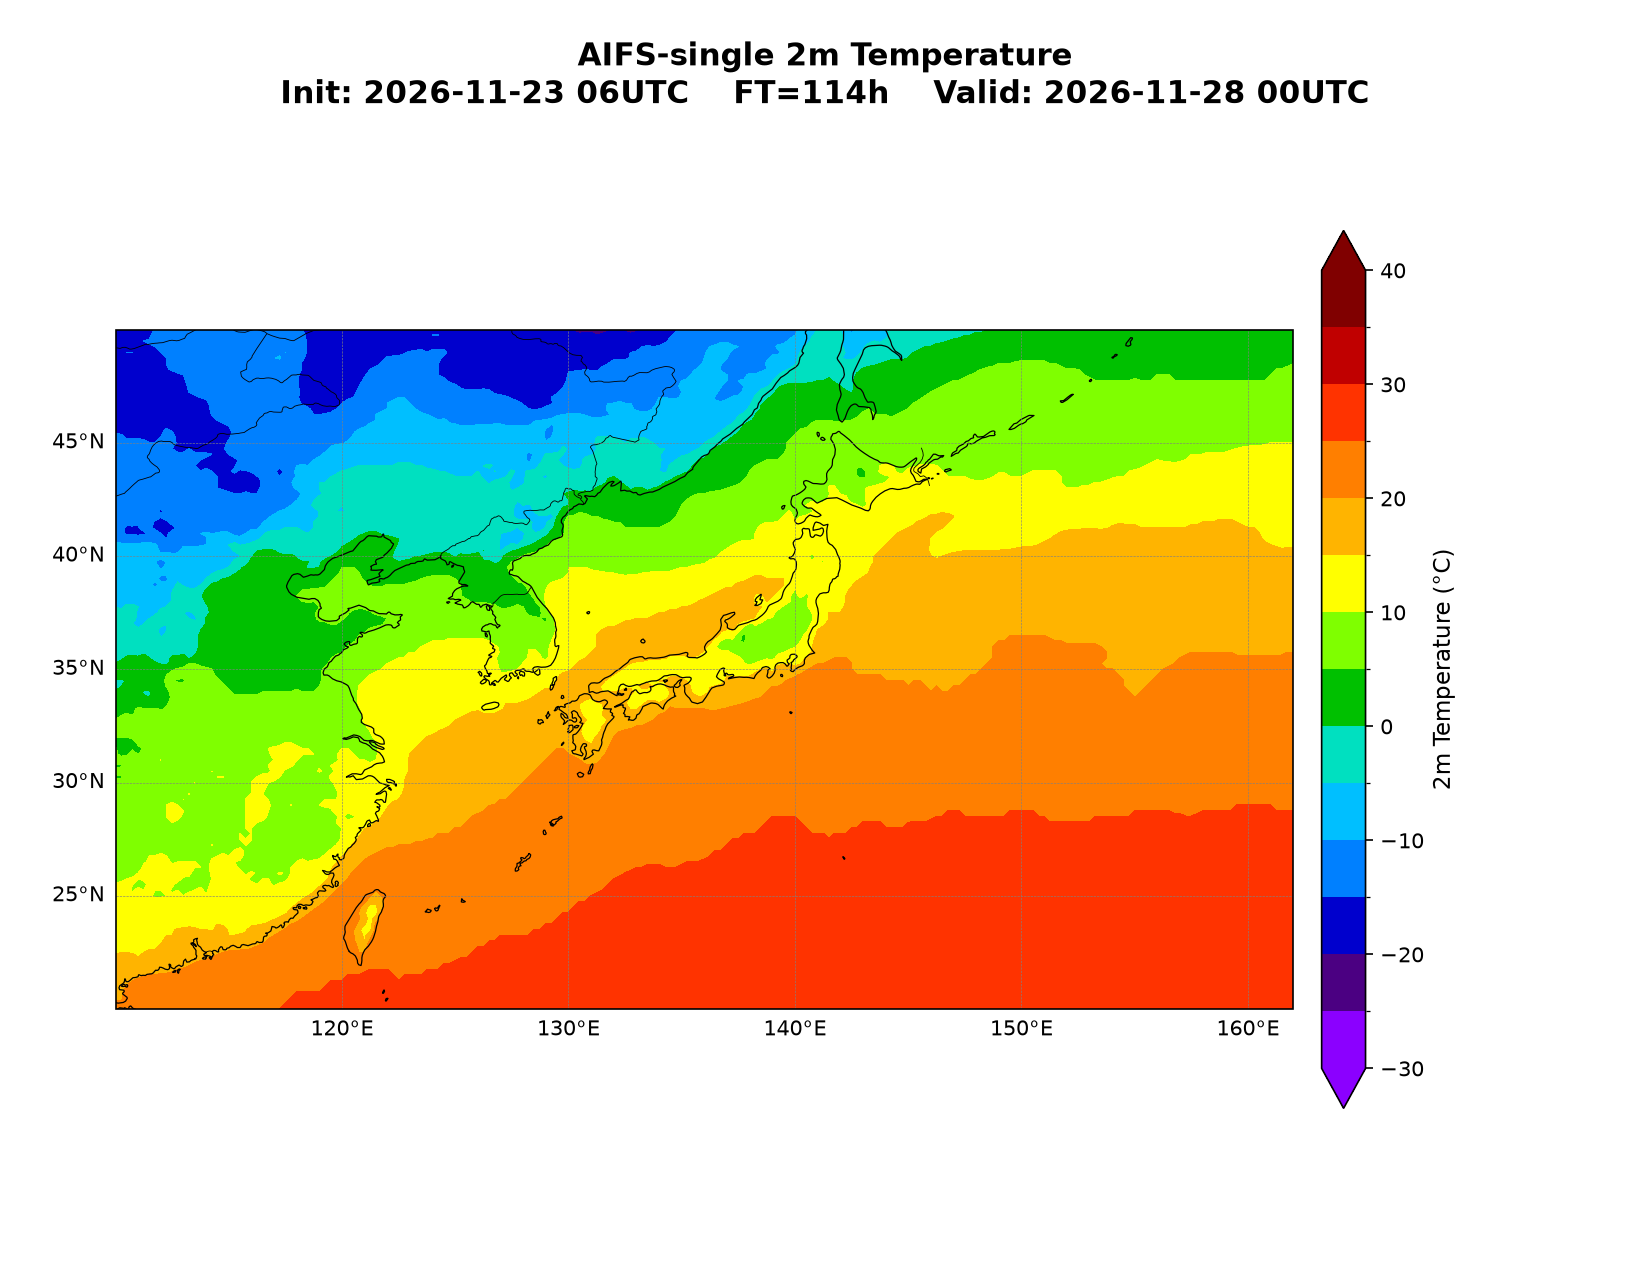 AIFS-single 2m Temperature
Init: 2026-11-23 06UTC    FT=114h    Valid: 2026-11-28 00UTC
45°N
40°N
35°N
30°N
25°N
120°E
130°E
140°E
150°E
160°E
40
30
20
10
0
−10
−20
−30
2m Temperature (°C)